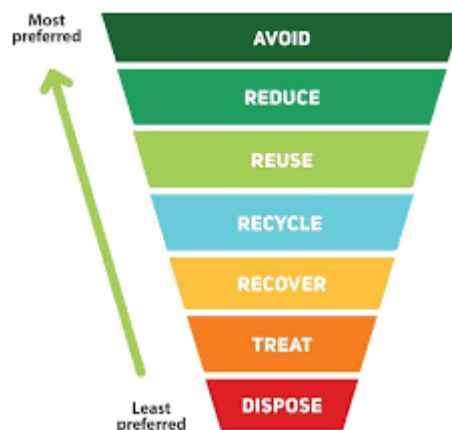 Most
preferred
AVOID
REDUCE
REUSE
RECYCLE
RECOVER
TREAT
DISPOSE
Least
preferred